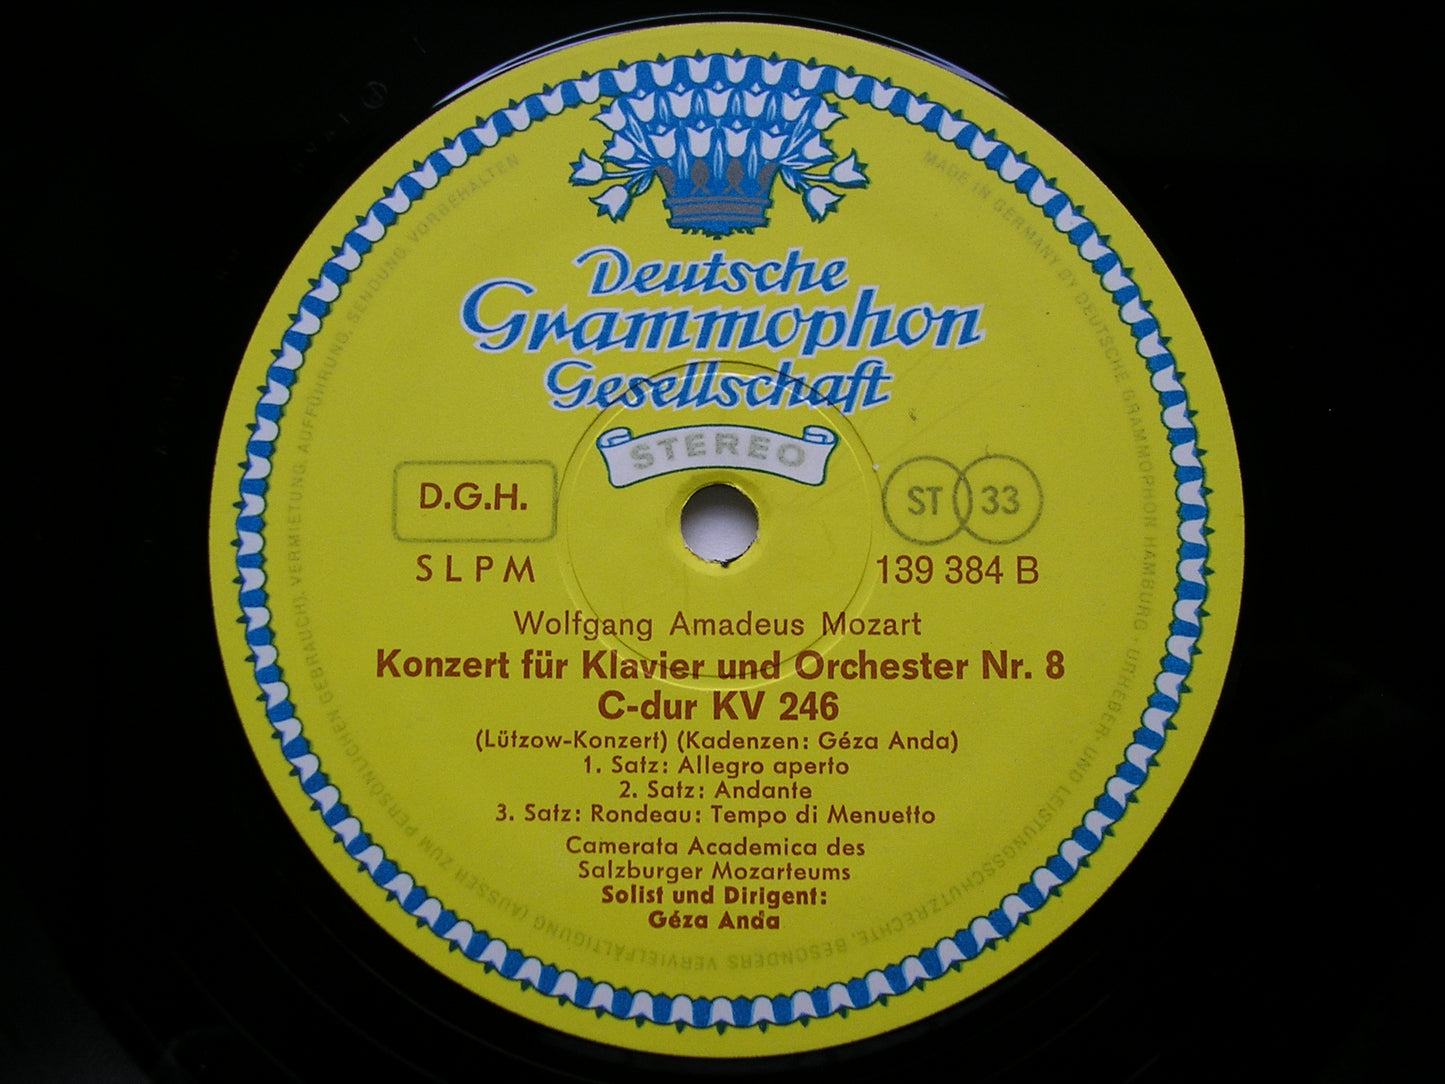 Deutsche
Grammophon
Gesellschaft
STEREO
D.G.H.
ST 33
SLPM
139 384 B
Wolfgang Amadeus Mozart
Konzert für Klavier und Orchester Nr. 8
C-dur KV 246
(Lützow-Konzert) (Kadenzen: Géza Anda)
1. Satz: Allegro aperto
2. Satz: Andante
3. Satz: Rondeau: Tempo di Menuetto
Camerata Academica des
Salzburger Mozarteums
Solist und Dirigent:
Géza Anda
MADE IN GERMANY BY DEUTSCHE GRAMMOPHON HAMBURG · URHEBER- UND LEISTUNGSSCHUTZRECHTE, BESONDERS VERVIELFÄLTIGUNG (AUSSER ZUM PERSÖNLICHEN GEBRAUCH), VERMIETUNG, AUFFÜHRUNG, SENDUNG, VORBEHALTEN